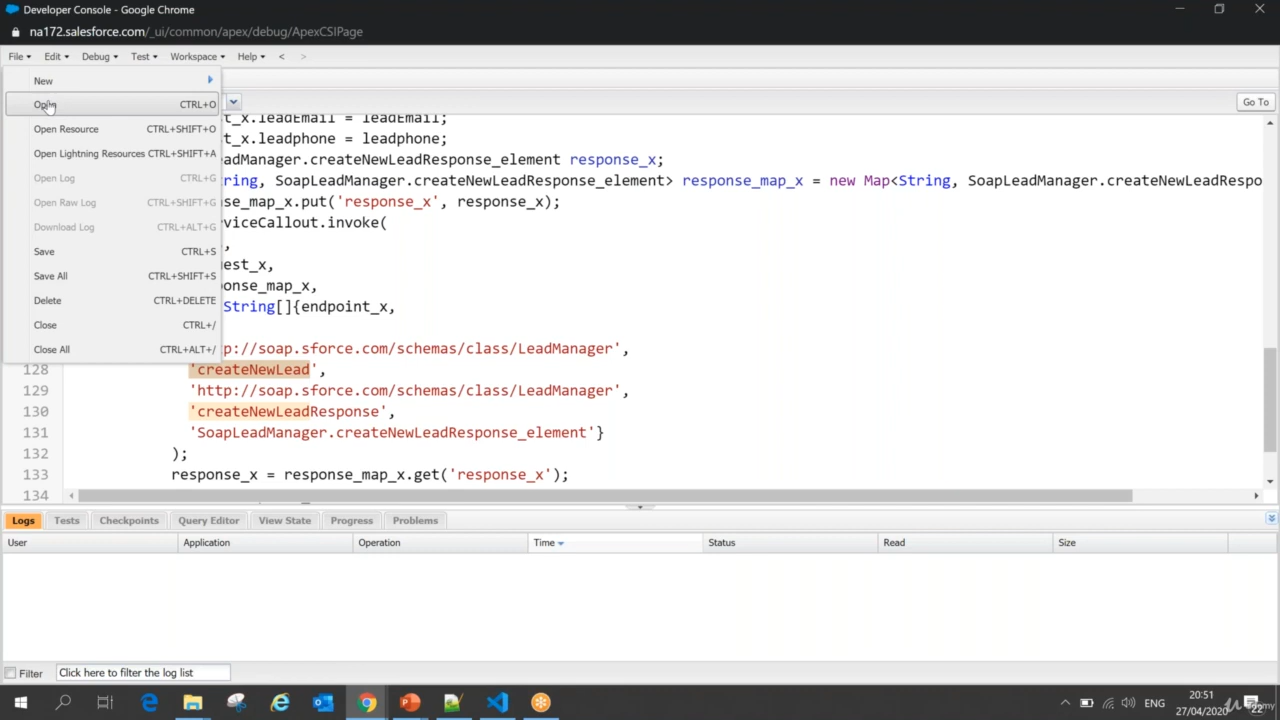 Developer Console - Google Chrome
na172.salesforce.com/_ui/common/apex/debug/ApexCSIPage
File Edit Debug Test Workspace Help < >
New
Open CTRL+O
Go To
Open Resource CTRL+SHIFT+O
Open Lightning Resources CTRL+SHIFT+A
Open Log CTRL+G
Open Raw Log CTRL+SHIFT+G
Download Log CTRL+ALT+G
Save CTRL+S
Save All CTRL+SHIFT+S
Delete CTRL+DELETE
Close CTRL+/
Close All CTRL+ALT+/
t_x.leadEmail = leadEmail;
t_x.leadphone = leadphone;
eadManager.createNewLeadResponse_element response_x;
ring, SoapLeadManager.createNewLeadResponse_element> response_map_x = new Map<String, SoapLeadManager.createNewLeadRespo
se_map_x.put('response_x', response_x);
rviceCallout.invoke(
,
est_x,
onse_map_x,
String[]{endpoint_x,
p://soap.sforce.com/schemas/class/LeadManager',
128 'createNewLead',
129 'http://soap.sforce.com/schemas/class/LeadManager',
130 'createNewLeadResponse',
131 'SoapLeadManager.createNewLeadResponse_element'}
132 );
133 response_x = response_map_x.get('response_x');
134
Logs Tests Checkpoints Query Editor View State Progress Problems
User Application Operation Time Status Read Size
Filter Click here to filter the log list
ENG
20:51
27/04/2020
22